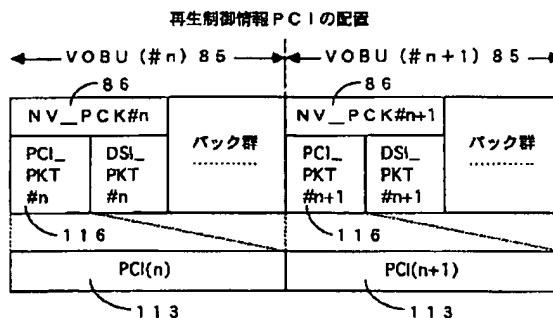 再生制御情報PCIの配置
VOBU(#n)85
VOBU(#n+1)85
86
86
NV_PCK#n
パック群
NV_PCK#n+1
パック群
PCI_
PKT
#n
DSI_
PKT
#n
PCI_
PKT
#n+1
DSI_
PKT
#n+1
116
116
PCI(n)
PCI(n+1)
113
113